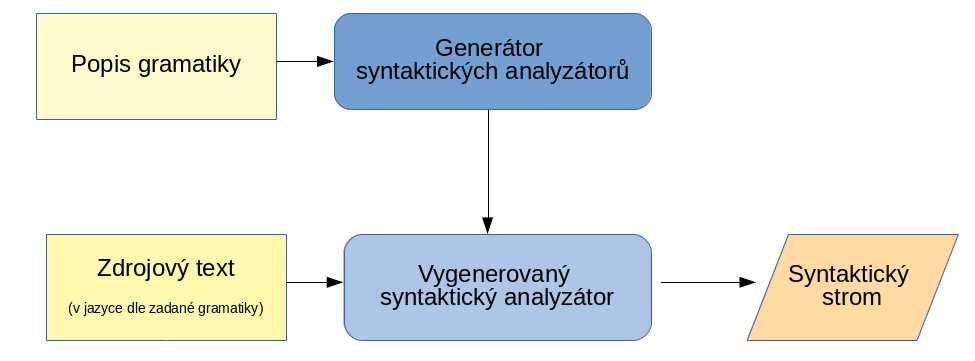 Popis gramatiky
Generátor
syntaktických analyzátorů
Zdrojový text
(v jazyce dle zadané gramatiky)
Vygenerovaný
syntaktický analyzátor
Syntaktický
strom